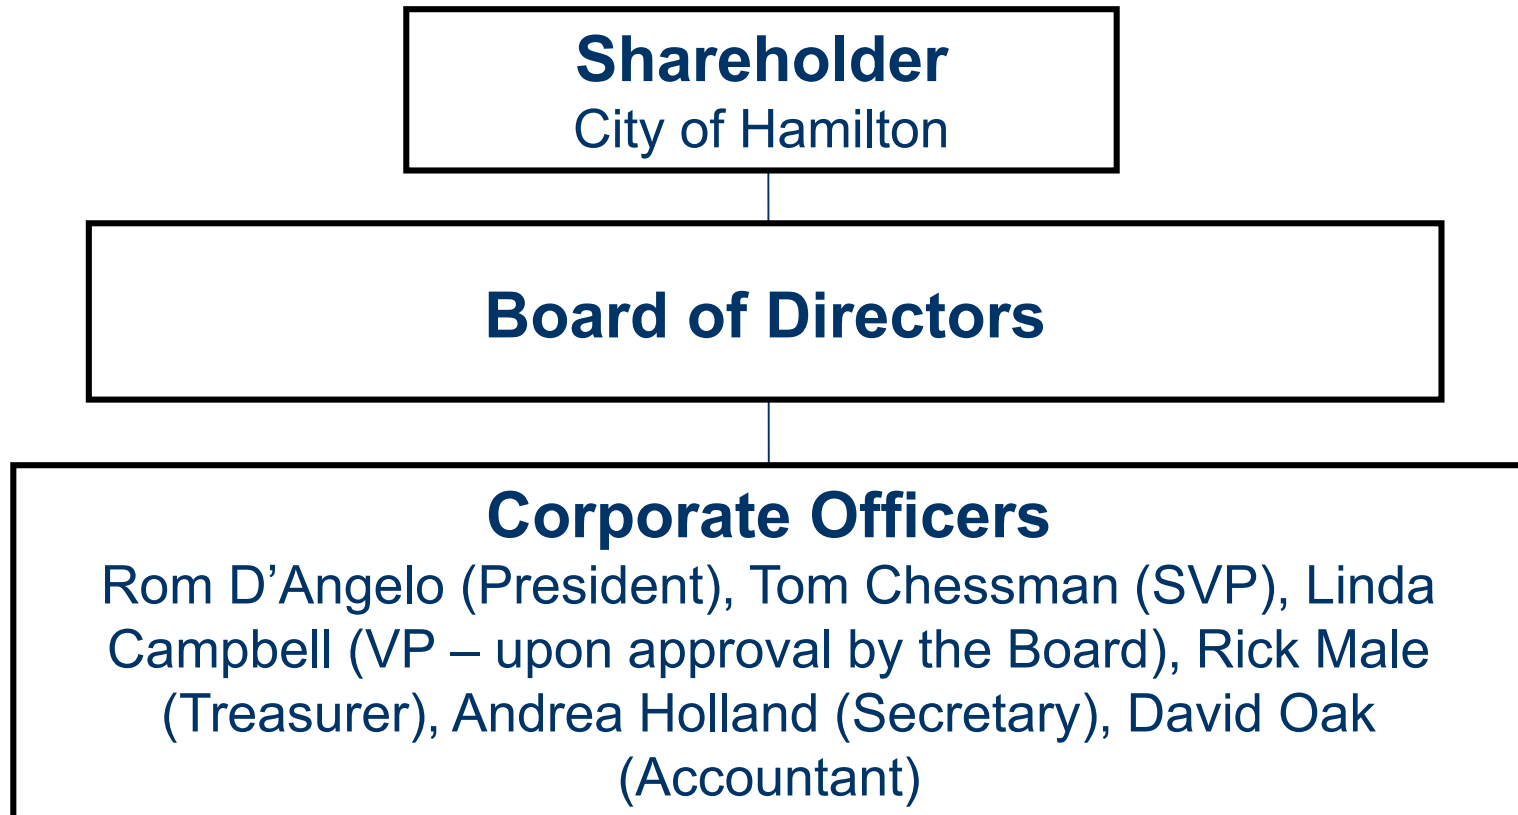 Shareholder
City of Hamilton
Board of Directors
Corporate Officers
Rom D’Angelo (President), Tom Chessman (SVP), Linda
Campbell (VP – upon approval by the Board), Rick Male
(Treasurer), Andrea Holland (Secretary), David Oak
(Accountant)